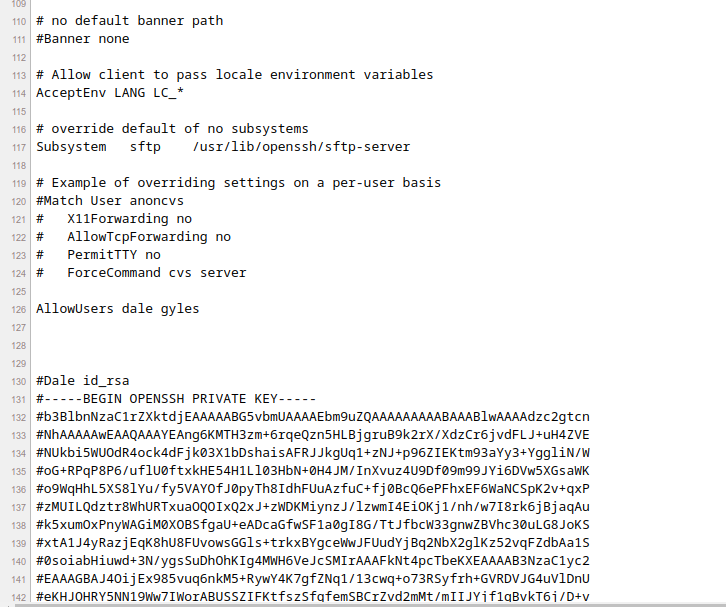 109
110 # no default banner path
111 #Banner none
112
113 # Allow client to pass locale environment variables
114 AcceptEnv LANG LC_*
115
116 # override default of no subsystems
117 Subsystem sftp /usr/lib/openssh/sftp-server
118
119 # Example of overriding settings on a per-user basis
120 #Match User anoncvs
121 # X11Forwarding no
122 # AllowTcpForwarding no
123 # PermitTTY no
124 # ForceCommand cvs server
125
126 AllowUsers dale gyles
127
128
129
130 #Dale id_rsa
131 #-----BEGIN OPENSSH PRIVATE KEY-----
132 #b3BlbnNzaC1rZXktdjEAAAAABG5vbmUAAAAEbm9uZQAAAAAAAAABAAABlwAAAAdzc2gtcn
133 #NhAAAAAwEAAQAAAYEAng6KMTH3zm+6rqeQzn5HLBjgruB9k2rX/XdzCr6jvdFLJ+uH4ZVE
134 #NUkbi5WUOdR4ock4dFjk03X1bDshaisAFRJJkgUq1+zNJ+p96ZIEKtm93aYy3+YggliN/W
135 #oG+RPqP8P6/uflU0ftxkHE54H1Ll03HbN+0H4JM/InXvuz4U9Df09m99JYi6DVw5XGsaWK
136 #o9WqHhL5XS8lYu/fy5VAYOfJ0pyTh8IdhFUuAzfuC+fj0BcQ6ePFhxEF6WaNCSpK2v+qxP
137 #zMUILQdztr8WhURTxuaOQOIxQ2xJ+zWDKMiynzJ/lzwmI4EiOKj1/nh/w7I8rk6jBjaqAu
138 #k5xumOxPnyWAGiM0XOBSfgaU+eADcaGfwSF1a0gI8G/TtJfbcW33gnwZBVhc30uLG8JoKS
139 #xtA1J4yRazjEqK8hU8FUvowsGGls+trkxBYgceWwJFUudYjBq2NbX2glKz52vqFZdbAa1S
140 #0soiabHiuwd+3N/ygsSuDhOhKIg4MWH6VeJcSMIrAAAFkNt4pcTbeKXEAAAAB3NzaC1yc2
141 #EAAAGBAJ4OijEx985vuq6nkM5+RywY4K7gfZNq1/13cwq+o73RSyfrh+GVRDVJG4uVlDnU
142 #eKHJOHRY5NN19Ww7IWorABUSSZIFKtfszSfqfemSBCrZvd2mMt/mIIJYjf1qBvkT6j/D+v